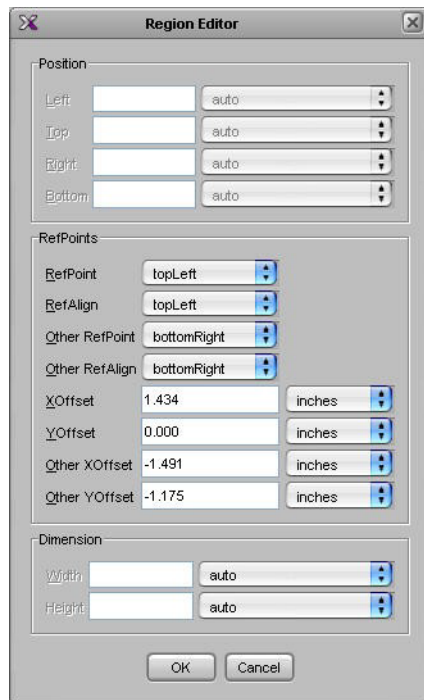 Region Editor
Position
Left auto
Top auto
Right auto
Bottom auto
RefPoints
RefPoint topLeft
RefAlign topLeft
Other RefPoint bottomRight
Other RefAlign bottomRight
XOffset 1.434 inches
YOffset 0.000 inches
Other XOffset -1.491 inches
Other YOffset -1.175 inches
Dimension
Width auto
Height auto
OK Cancel